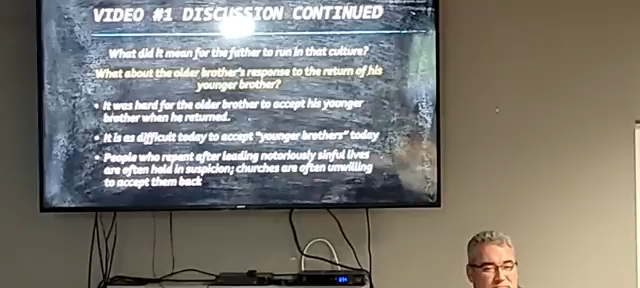 VIDEO #1 DISCUSSION CONTINUED
What did it mean for the father to run in that culture?
What about the older brother's response to the return of his
younger brother?
• It was hard for the older brother to accept his younger
brother when he returned.
• It is as difficult today to accept "younger brothers" today
• People who repent after leading notoriously sinful lives
are often held in suspicion; churches are often unwilling
to accept them back